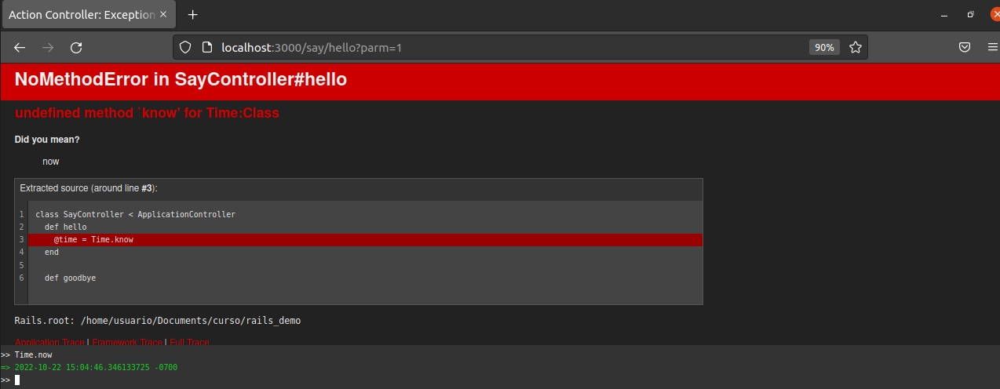 Action Controller: Exception
localhost:3000/say/hello?parm=1
90%
NoMethodError in SayController#hello
undefined method `know' for Time:Class
Did you mean?
now
Extracted source (around line #3):
1 class SayController < ApplicationController
2 def hello
3 @time = Time.know
4 end
5
6 def goodbye
Rails.root: /home/usuario/Documents/curso/rails_demo
Application Trace | Framework Trace | Full Trace
>> Time.now
=> 2022-10-22 15:04:46.346133725 -0700
>>